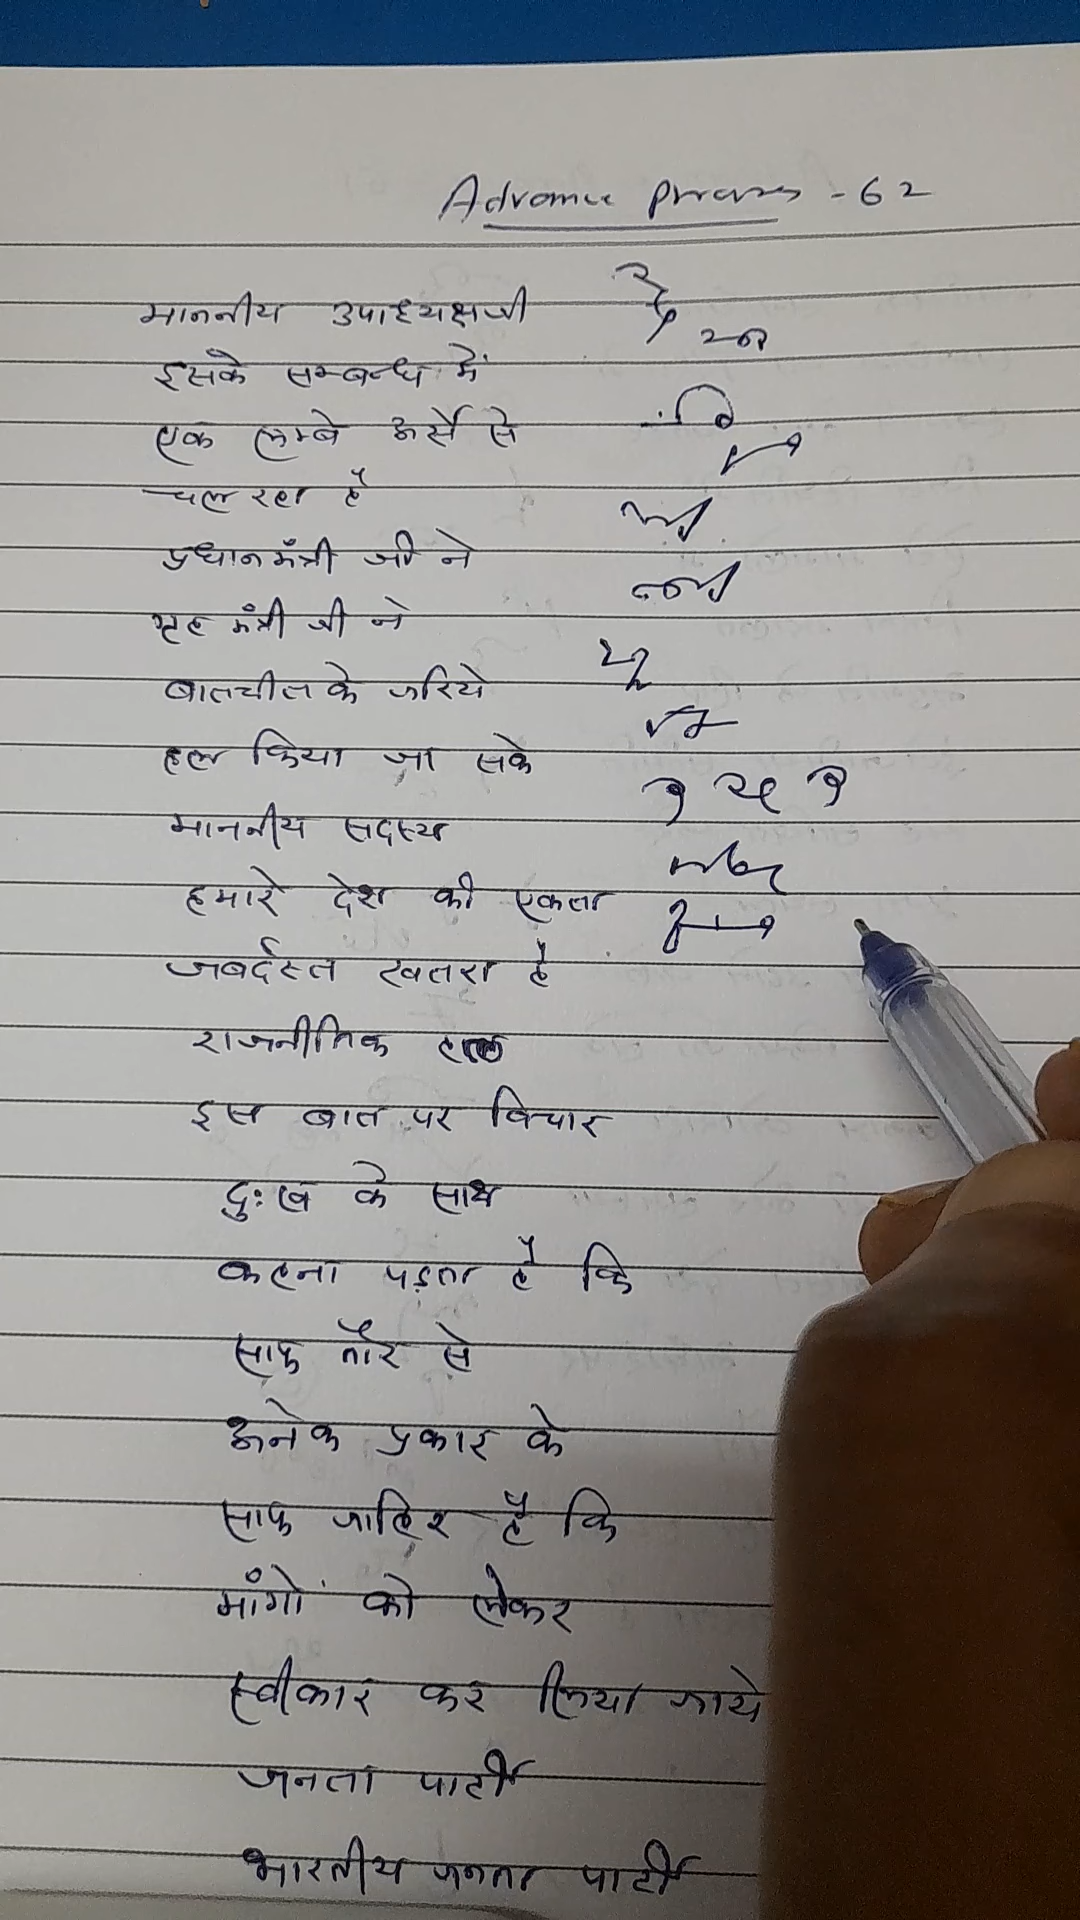 Advance Phrases - 62
माननीय उपाध्यक्षजी
इसके सम्बन्ध में
एक लम्बे अर्से से
चल रहा है
प्रधानमंत्री जी ने
गृह मंत्री जी ने
बातचीत के जरिये
हल किया जा सके
माननीय सदस्य
हमारे देश की एकता
जबर्दस्त खतरा है
राजनीतिक हल
इस बात पर विचार
दुःख के साथ
कहना पड़ता है कि
साफ तौर से
अनेक प्रकार के
साफ जाहिर है कि
मांगों को लेकर
स्वीकार कर लिया जाये
जनता पार्टी
भारतीय जनता पार्टी